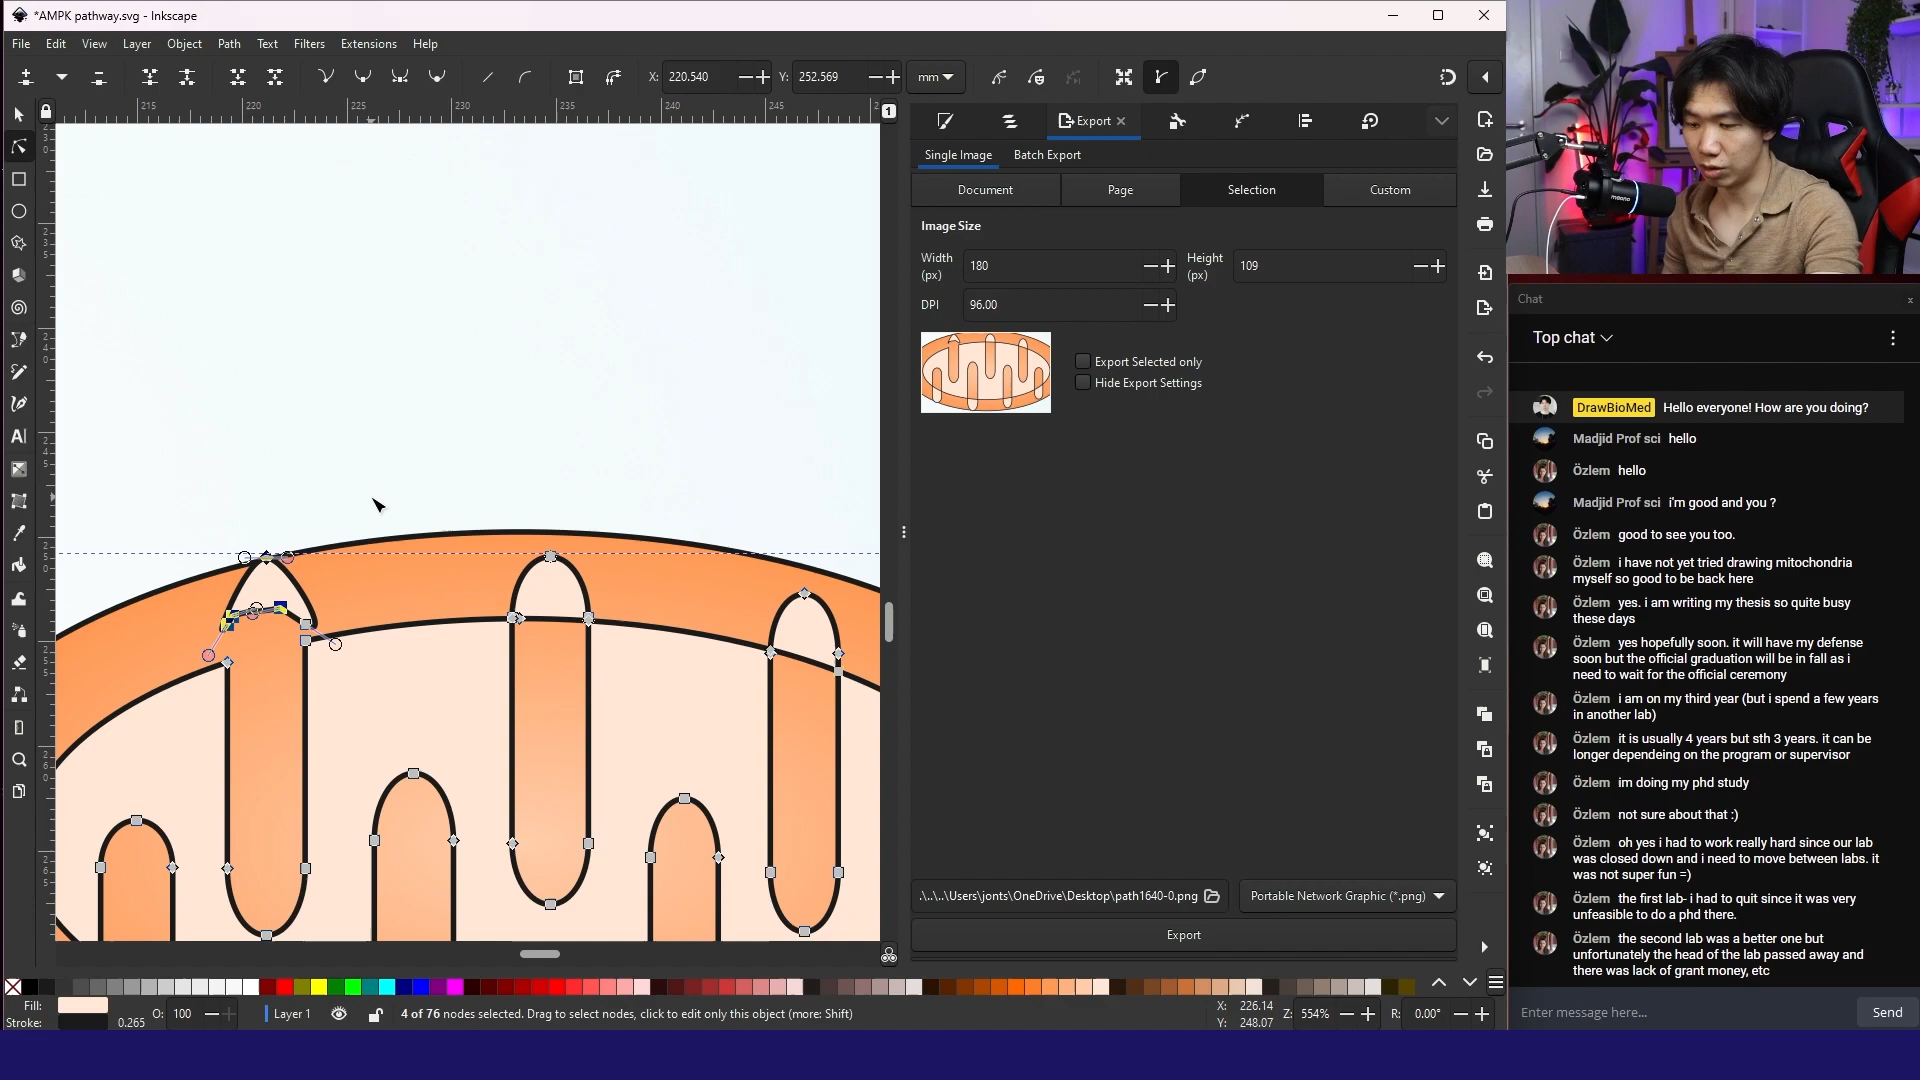 *AMPK pathway.svg - Inkscape
File Edit View Layer Object Path Text Filters Extensions Help
X: 220.540 Y: 252.569 mm
215 220 225 230 235 240 245
1
Export
Single Image Batch Export
Document Page Selection Custom
Image Size
Width (px) 180 Height (px) 109
DPI 96.00
Export Selected only
Hide Export Settings
.\..\..\Users\jonts\OneDrive\Desktop\path1640-0.png Portable Network Graphic (*.png)
Export
Fill:
Stroke: 0.265 O: 100 Layer 1 4 of 76 nodes selected. Drag to select nodes, click to edit only this object (more: Shift)
X: 226.14
Y: 248.07
Z: 554% R: 0.00°
maono
Chat x
Top chat
DrawBioMed Hello everyone! How are you doing?
Madjid Prof sci hello
Özlem hello
Madjid Prof sci i'm good and you ?
Özlem good to see you too.
Özlem i have not yet tried drawing mitochondria
myself so good to be back here
Özlem yes. i am writing my thesis so quite busy
these days
Özlem yes hopefully soon. it will have my defense
soon but the official graduation will be in fall as i
need to wait for the official ceremony
Özlem i am on my third year (but i spend a few years
in another lab)
Özlem it is usually 4 years but sth 3 years. it can be
longer dependeing on the program or supervisor
Özlem im doing my phd study
Özlem not sure about that :)
Özlem oh yes i had to work really hard since our lab
was closed down and i need to move between labs. it
was not super fun =)
Özlem the first lab- i had to quit since it was very
unfeasible to do a phd there.
Özlem the second lab was a better one but
unfortunately the head of the lab passed away and
there was lack of grant money, etc
Enter message here... Send